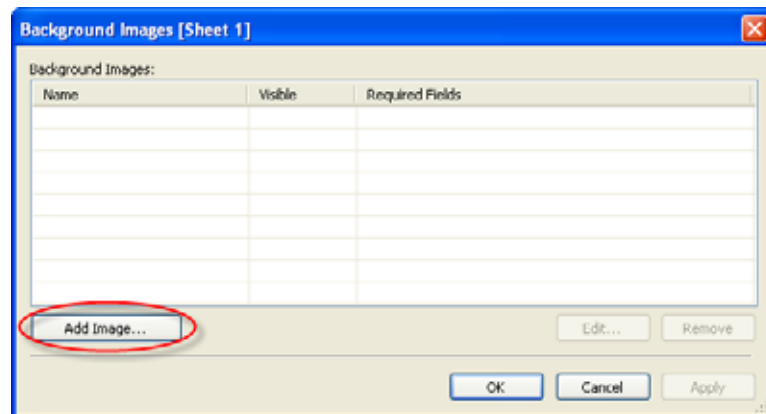 Background Images [Sheet 1]
Background Images:
Name Visible Required Fields
Add Image... Edit... Remove
OK Cancel Apply